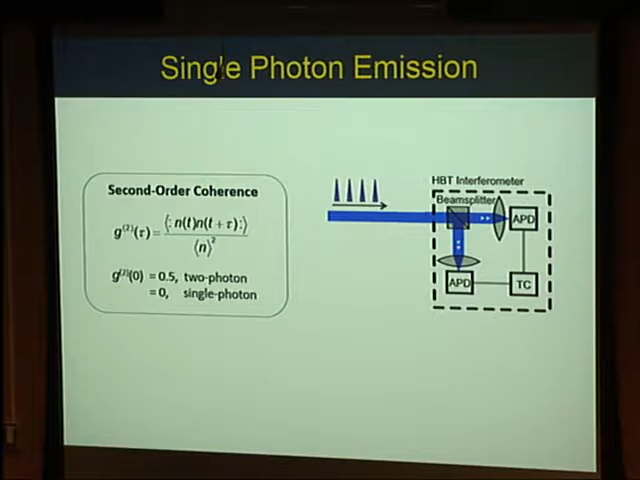 Single Photon Emission
Second-Order Coherence
g⁽²⁾(τ) = ⟨: n(t)n(t + τ) :⟩ / ⟨n⟩²
g⁽²⁾(0) = 0.5, two-photon
= 0, single-photon
HBT Interferometer
Beamsplitter
APD
APD
TC